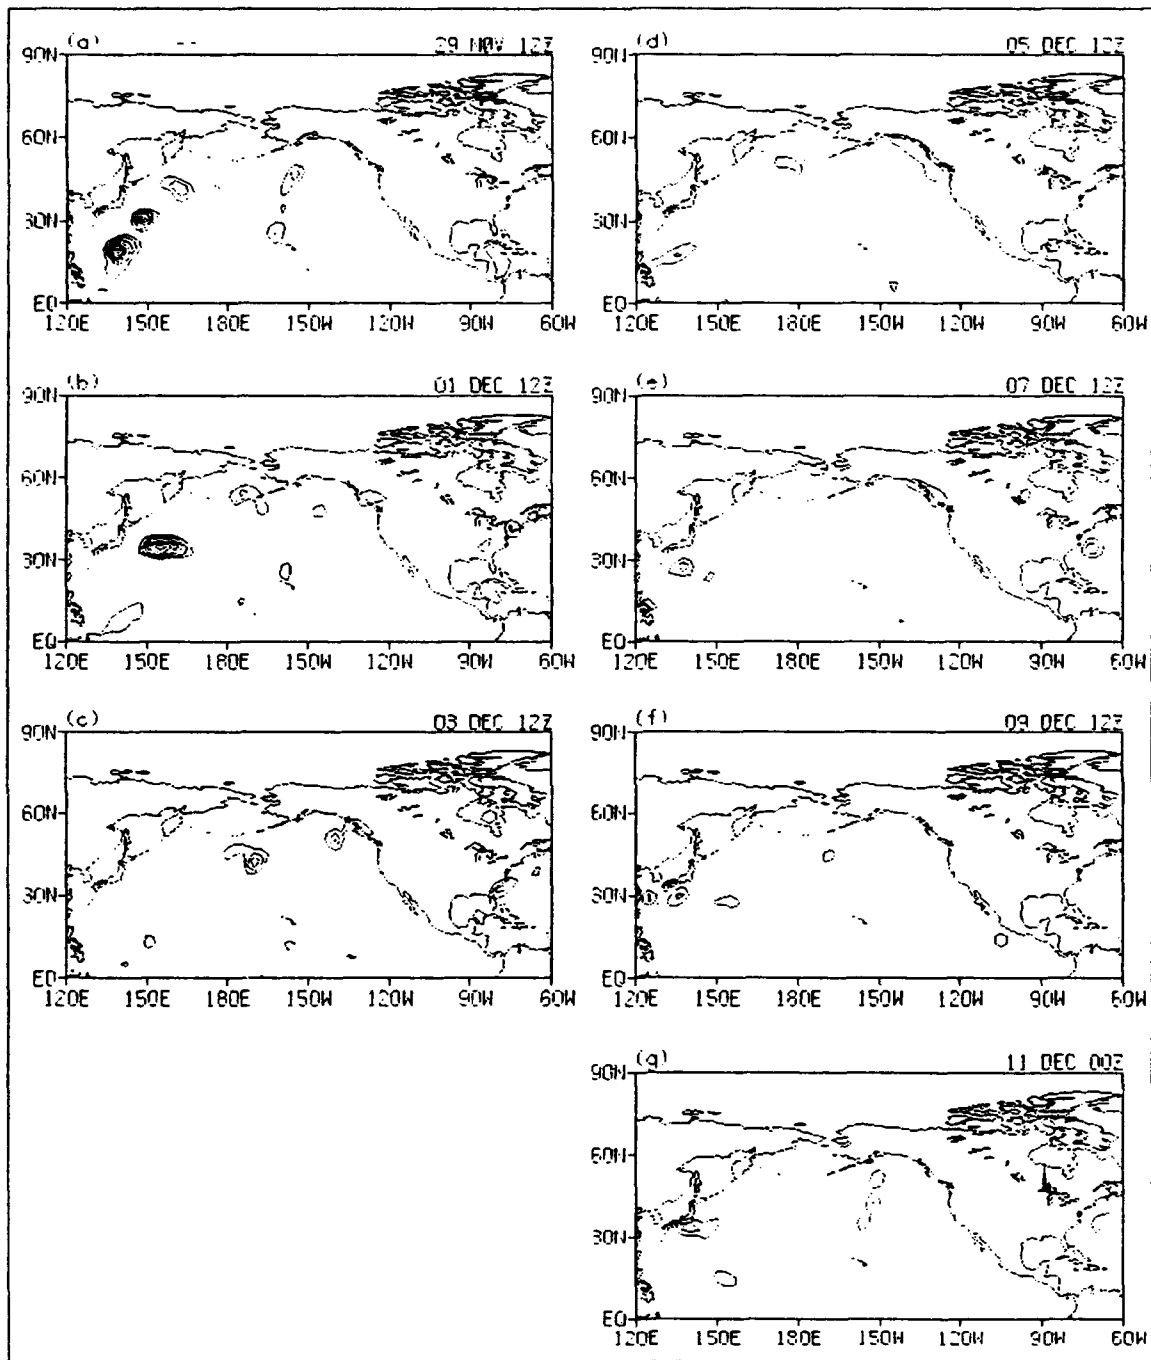 (a) 29 NOV 12Z
90N
60N
30N
EQ
120E 150E 180E 150W 120W 90W 60W
(d) 05 DEC 12Z
90N
60N
30N
EQ
120E 150E 180E 150W 120W 90W 60W
(b) 01 DEC 12Z
90N
60N
30N
EQ
120E 150E 180E 150W 120W 90W 60W
(e) 07 DEC 12Z
90N
60N
30N
EQ
120E 150E 180E 150W 120W 90W 60W
(c) 03 DEC 12Z
90N
60N
30N
EQ
120E 150E 180E 150W 120W 90W 60W
(f) 09 DEC 12Z
90N
60N
30N
EQ
120E 150E 180E 150W 120W 90W 60W
(g) 11 DEC 00Z
90N
60N
30N
EQ
120E 150E 180E 150W 120W 90W 60W